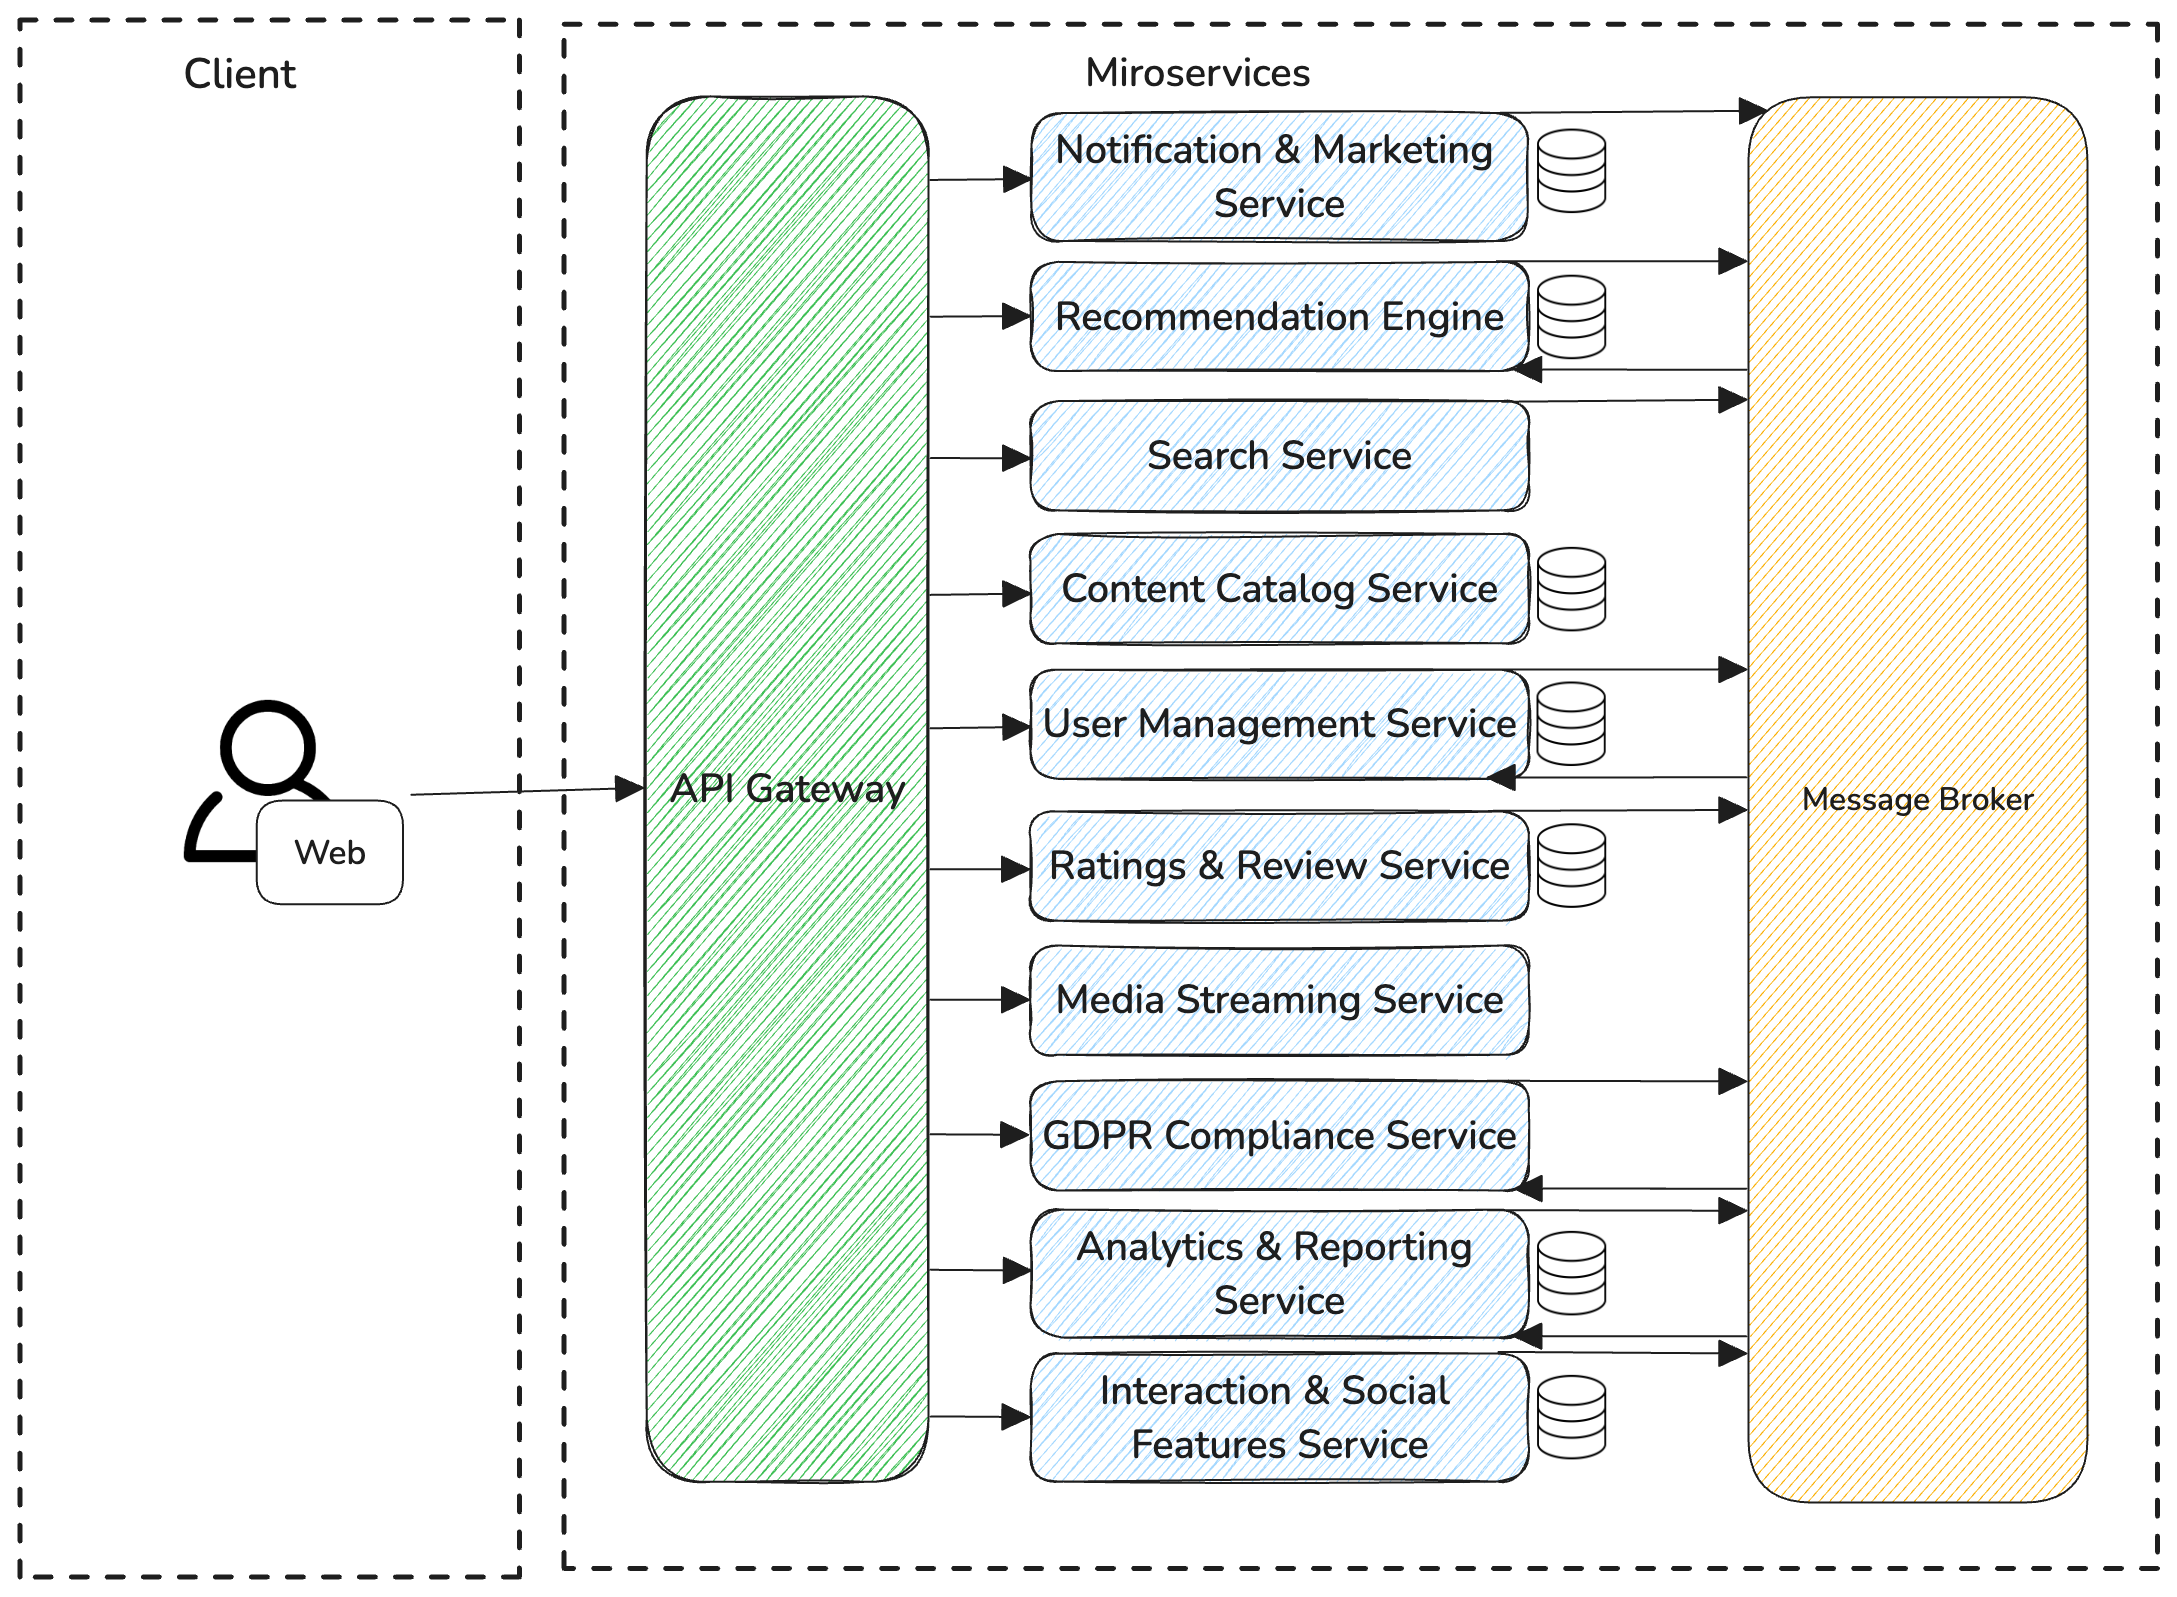 Client
Miroservices
Notification & Marketing
Service
Recommendation Engine
Search Service
Content Catalog Service
User Management Service
API Gateway
Message Broker
Web
Ratings & Review Service
Media Streaming Service
GDPR Compliance Service
Analytics & Reporting
Service
Interaction & Social
Features Service